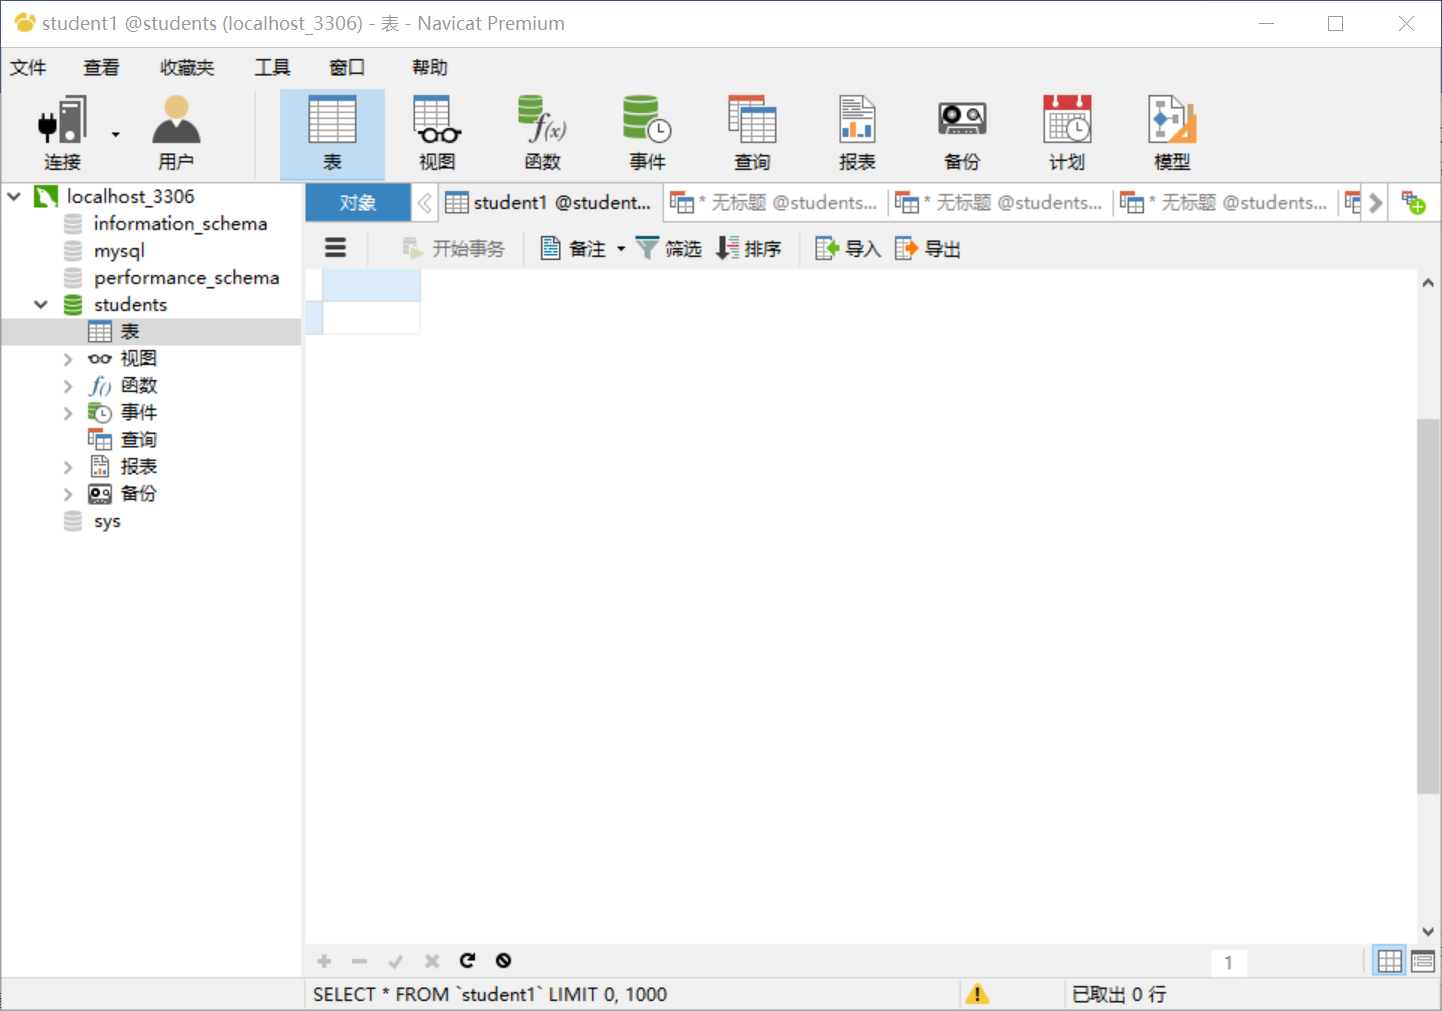 student1 @students (localhost_3306) - 表 - Navicat Premium
文件 查看 收藏夹 工具 窗口 帮助
连接 用户 表 视图 函数 事件 查询 报表 备份 计划 模型
localhost_3306
information_schema
mysql
performance_schema
students
表
视图
函数
事件
查询
报表
备份
sys
对象 student1 @student... * 无标题 @students... * 无标题 @students... * 无标题 @students...
开始事务 备注 筛选 排序 导入 导出
1
SELECT * FROM `student1` LIMIT 0, 1000 已取出 0 行